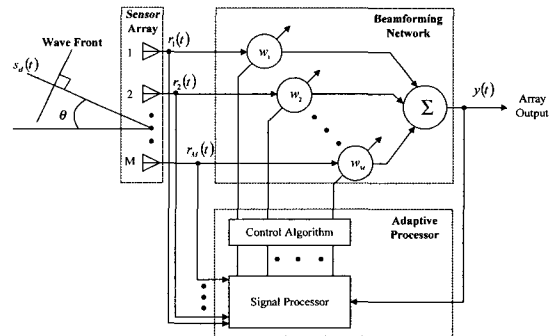 Sensor
Array
Beamforming
Network
Wave Front
s_d(t)
θ
1
r_1(t)
2
r_2(t)
M
r_M(t)
w_1
w_2
w_M
Σ
y(t)
Array
Output
Adaptive
Processor
Control Algorithm
Signal Processor